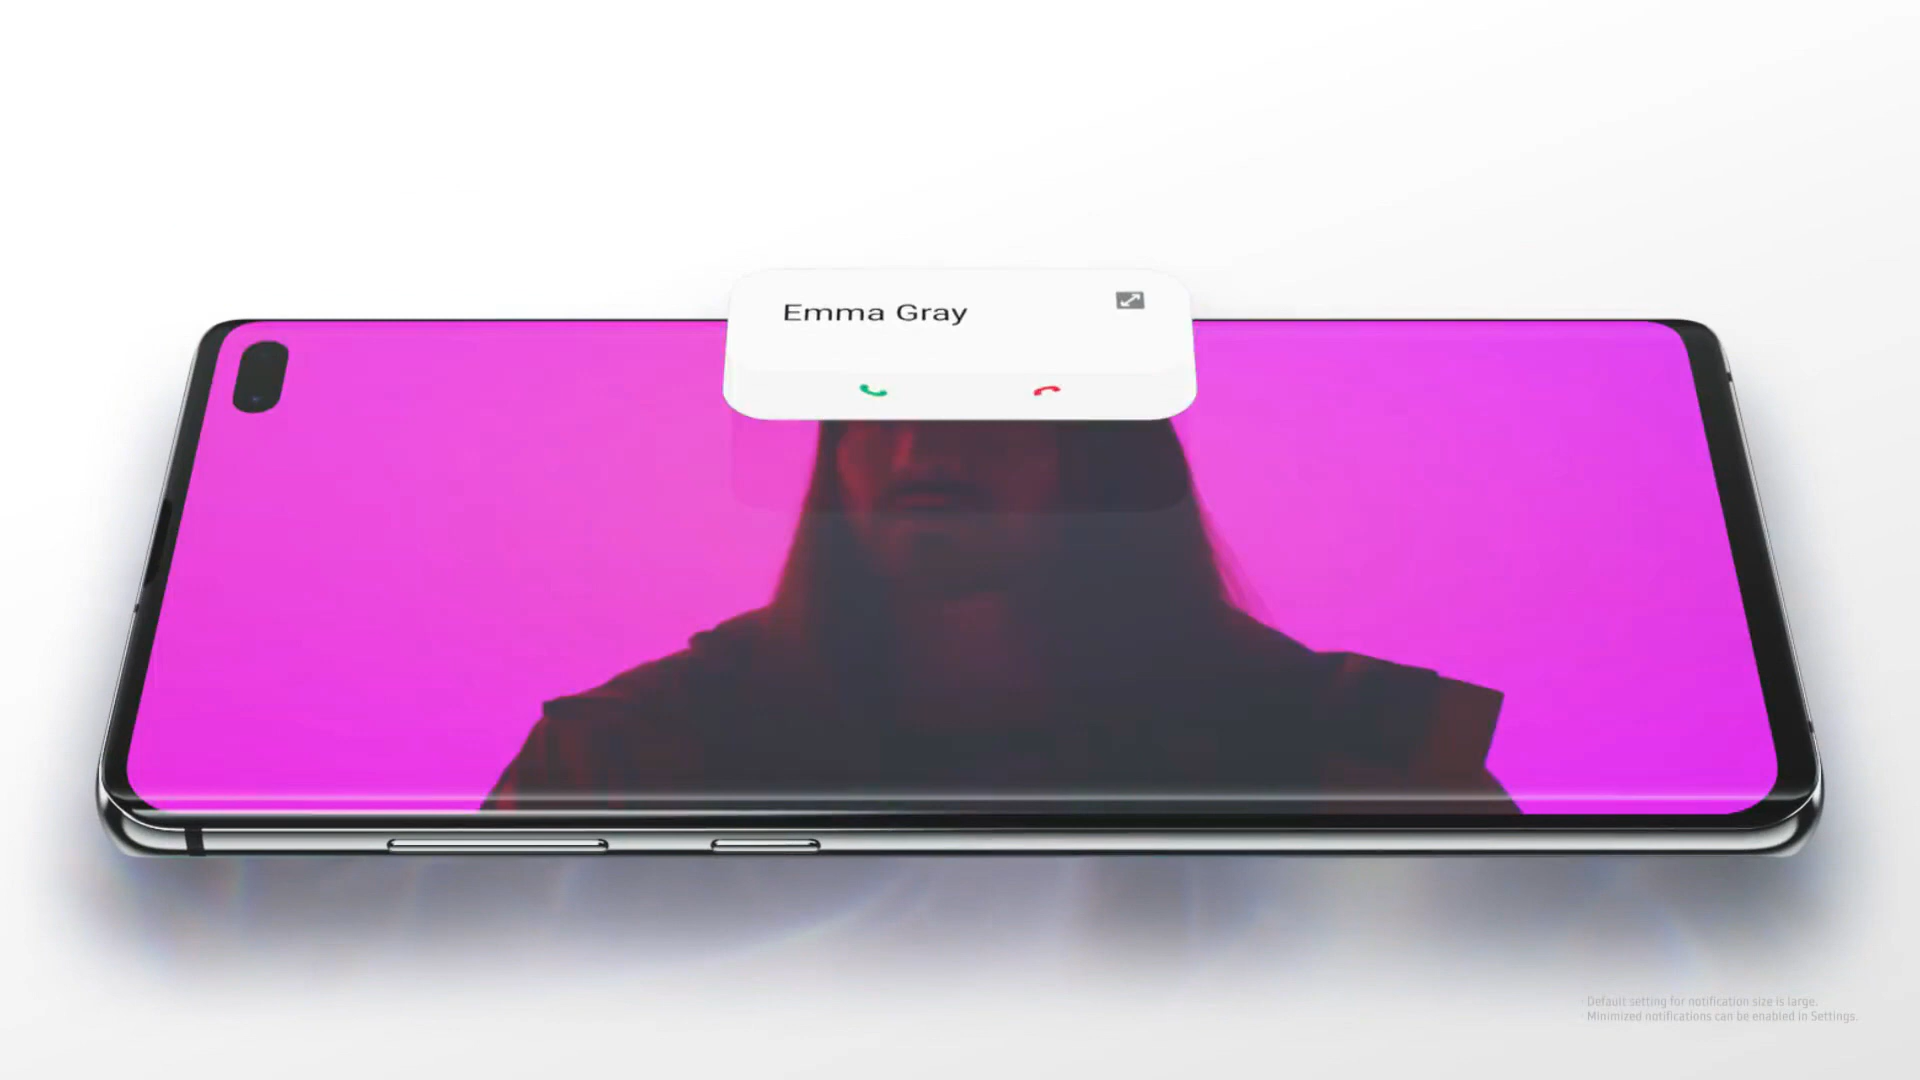 Emma Gray
Default setting for notification size is large.
Minimized notifications can be enabled in Settings.